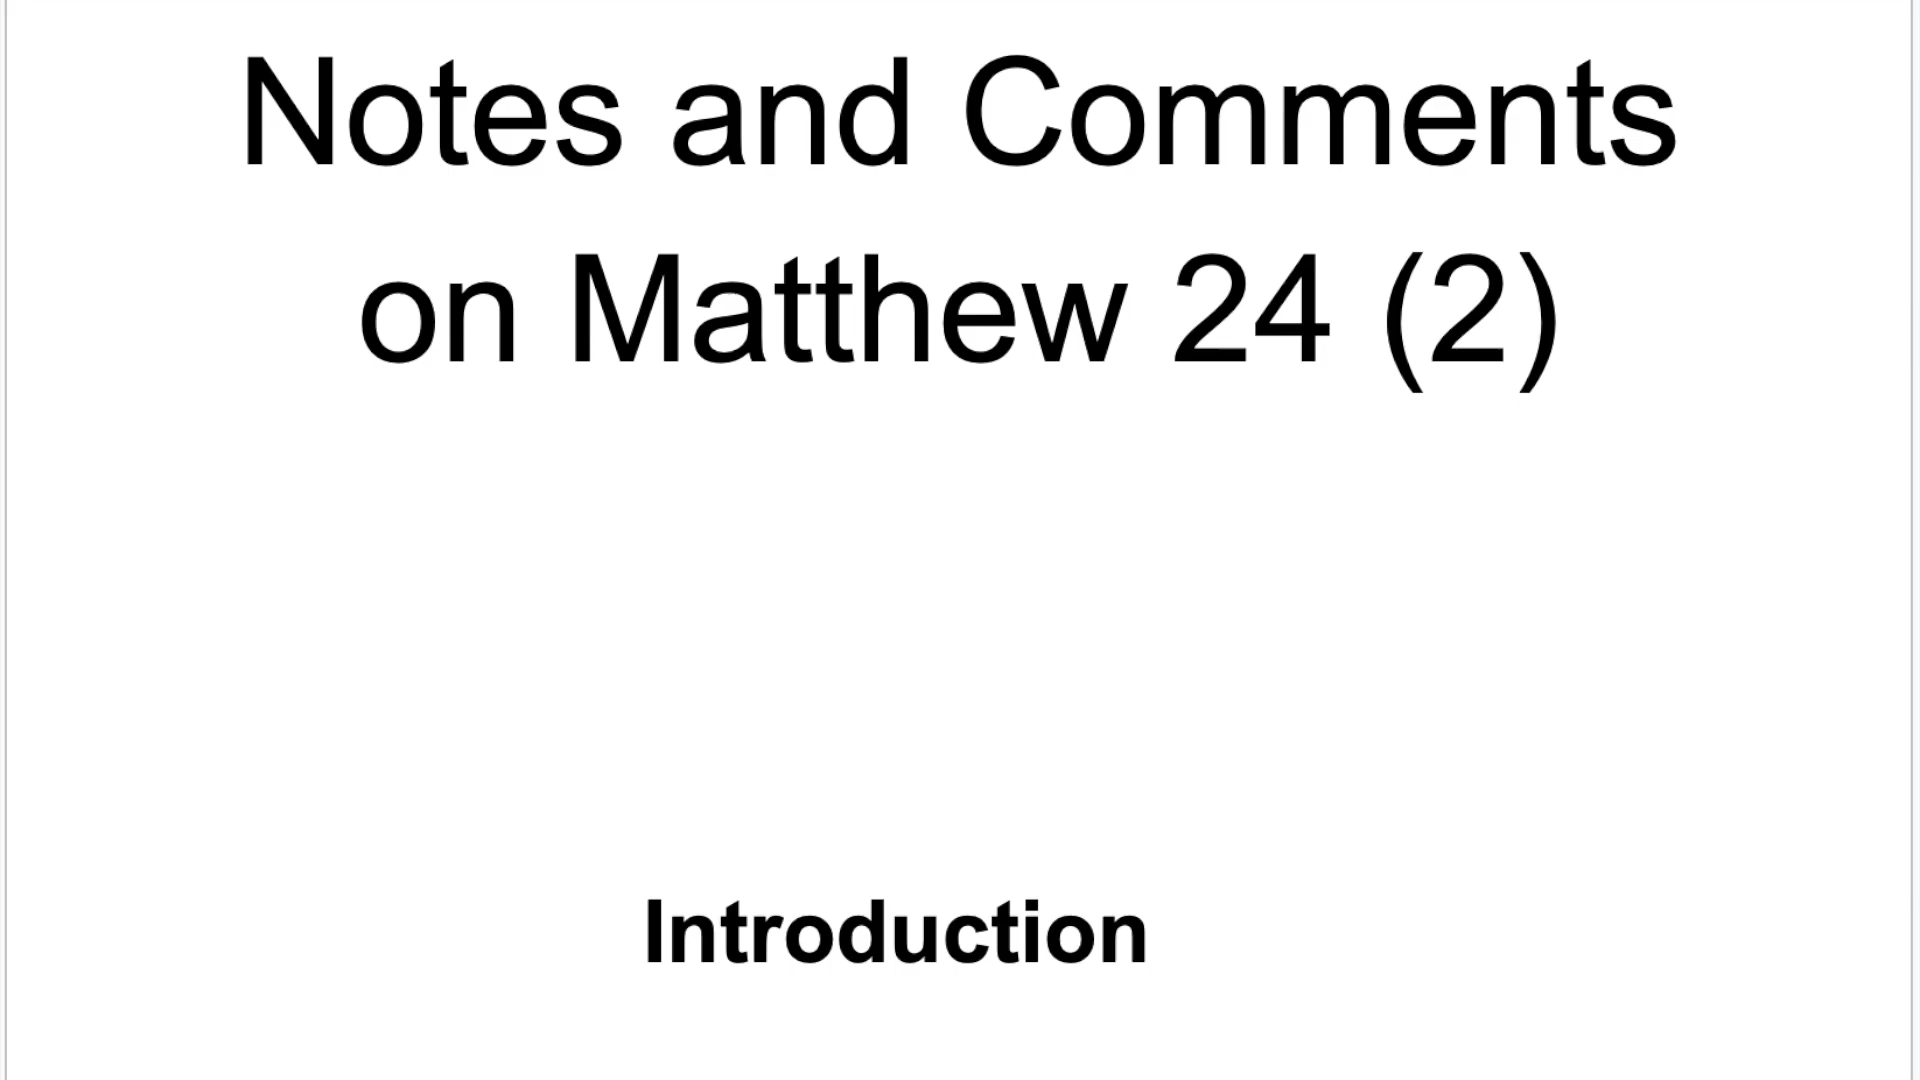 Notes and Comments
on Matthew 24 (2)
Introduction